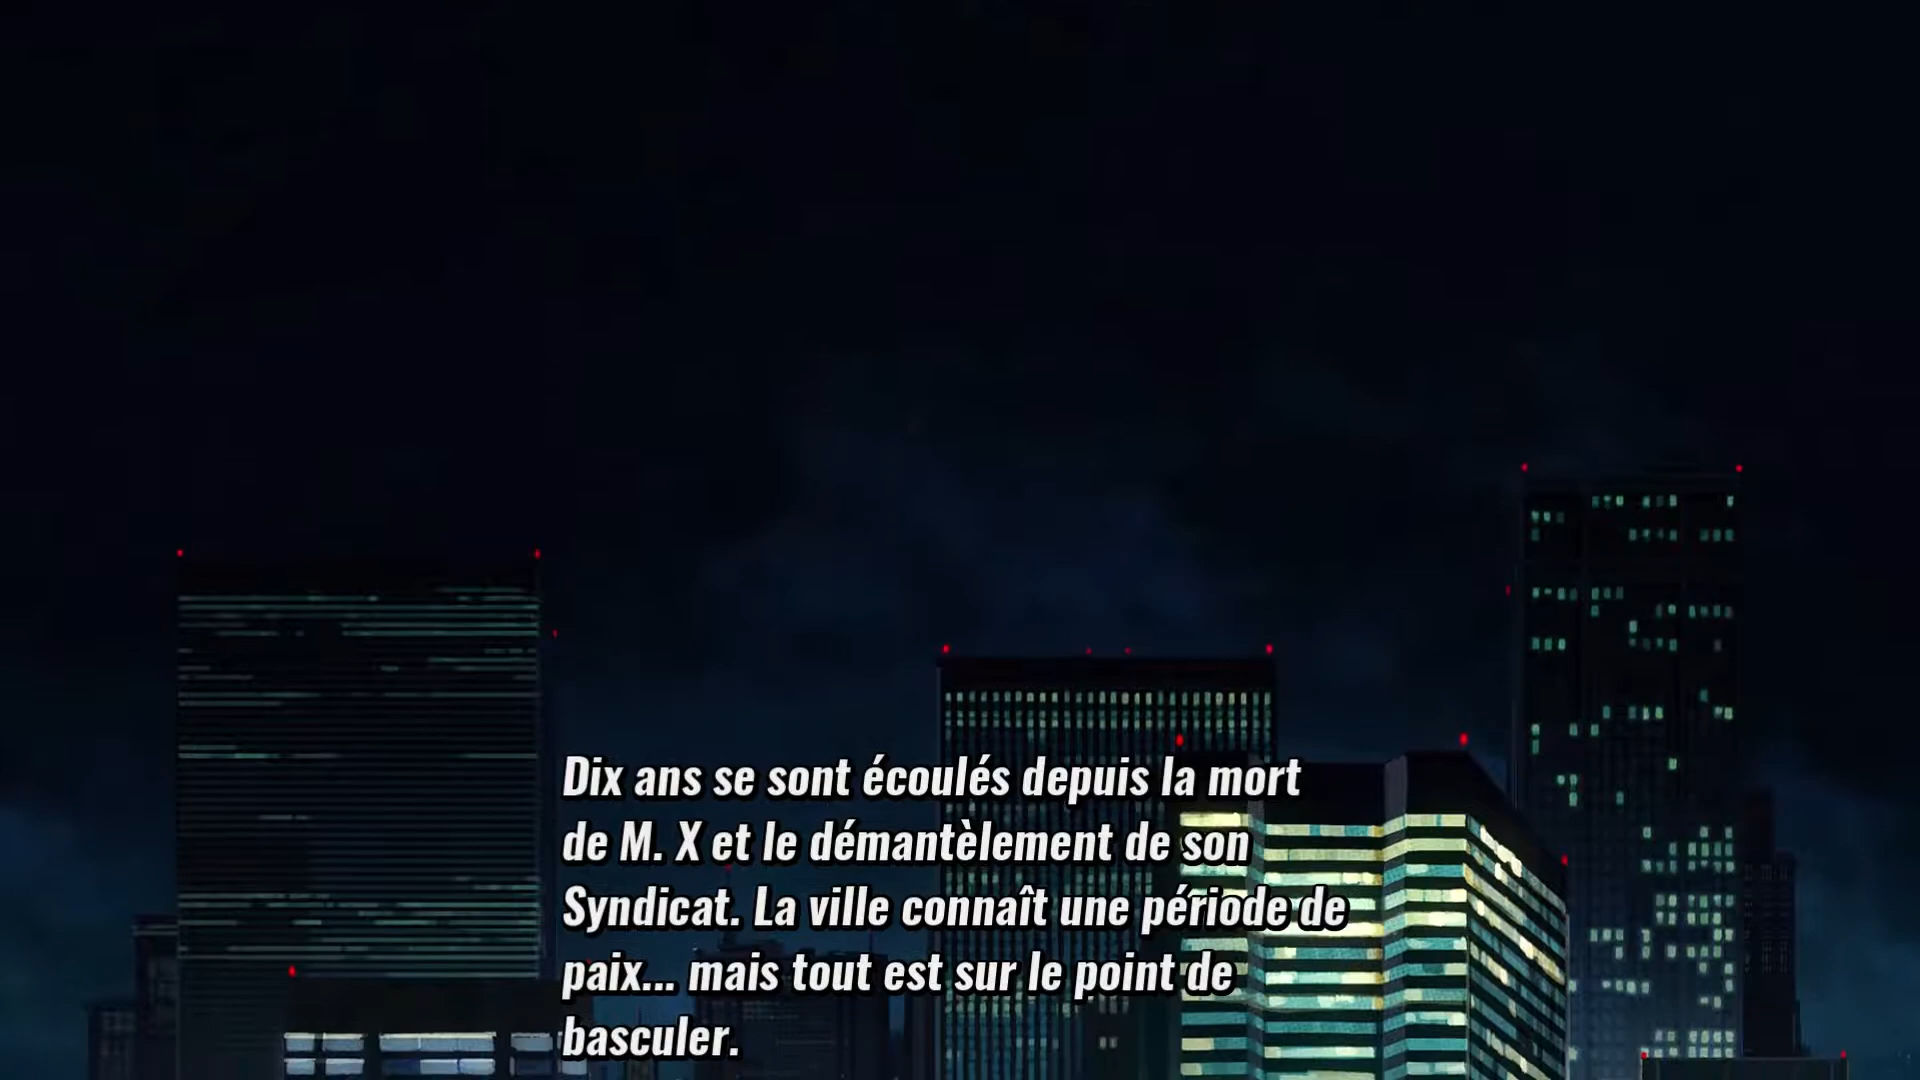 Dix ans se sont écoulés depuis la mort
de M. X et le démantèlement de son
Syndicat. La ville connaît une période de
paix... mais tout est sur le point de
basculer.